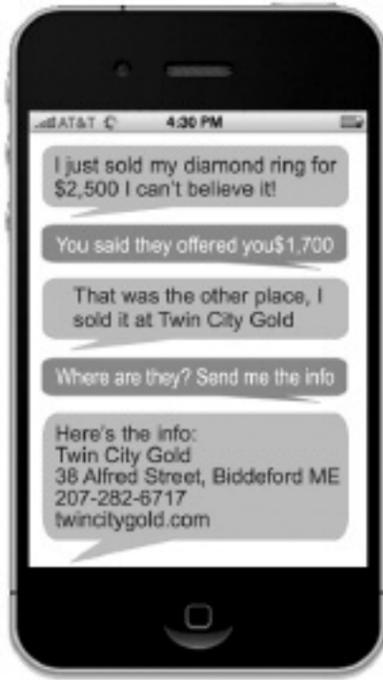 AT&T
4:30 PM
I just sold my diamond ring for
$2,500 I can't believe it!
You said they offered you$1,700
That was the other place, I
sold it at Twin City Gold
Where are they? Send me the info
Here's the info:
Twin City Gold
38 Alfred Street, Biddeford ME
207-282-6717
twincitygold.com